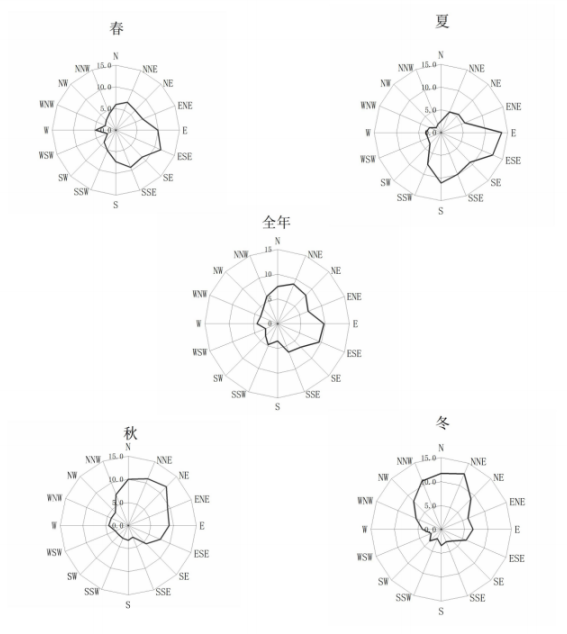 春
N
NNW NNE
15.0
NW NE
10.0
WNW ENE
5.0
W 0.0 E
WSW ESE
SW SE
SSW SSE
S
夏
N
NNW NNE
15.0
NW NE
10.0
WNW ENE
5.0
W 0.0 E
WSW ESE
SW SE
SSW SSE
S
全年
N
NNW NNE
15
NW NE
10
WNW ENE
5
W 0 E
WSW ESE
SW SE
SSW SSE
S
秋
N
NNW NNE
15.0
NW NE
10.0
WNW ENE
5.0
W 0.0 E
WSW ESE
SW SE
SSW SSE
S
冬
N
NNW NNE
15.0
NW NE
10.0
WNW ENE
5.0
W 0.0 E
WSW ESE
SW SE
SSW SSE
S